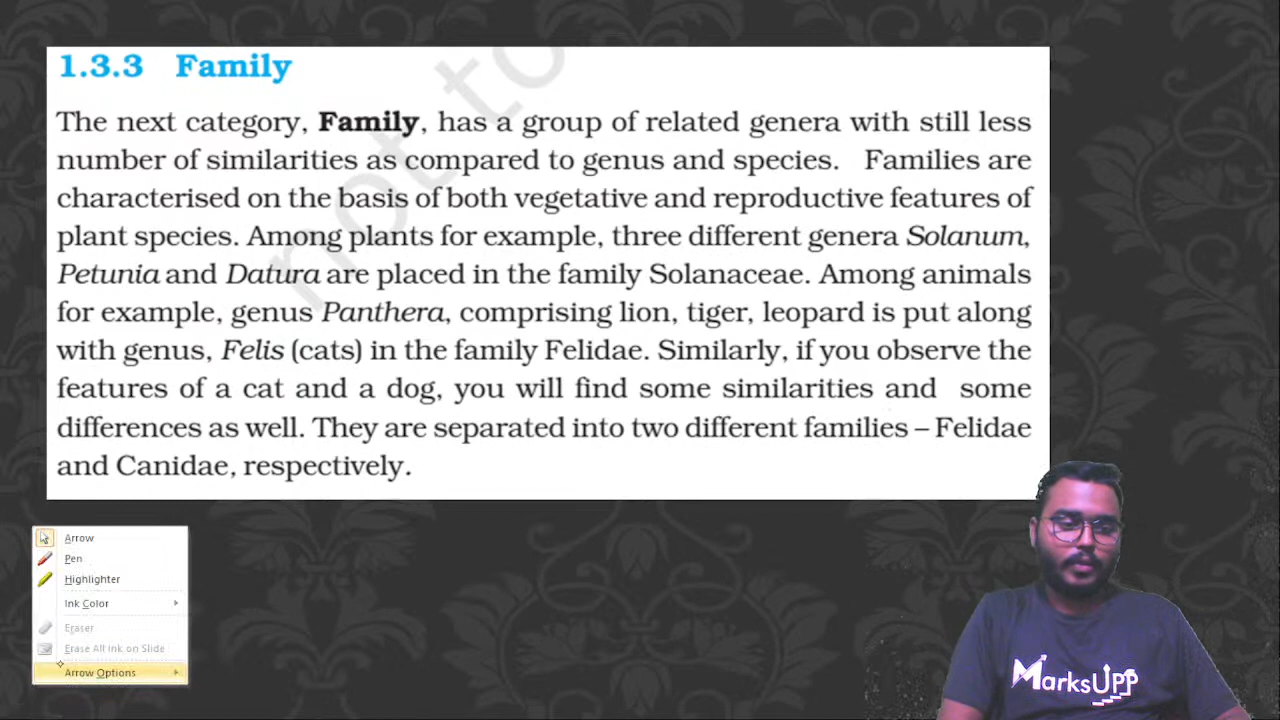 1.3.3 Family
The next category, Family, has a group of related genera with still less
number of similarities as compared to genus and species. Families are
characterised on the basis of both vegetative and reproductive features of
plant species. Among plants for example, three different genera Solanum,
Petunia and Datura are placed in the family Solanaceae. Among animals
for example, genus Panthera, comprising lion, tiger, leopard is put along
with genus, Felis (cats) in the family Felidae. Similarly, if you observe the
features of a cat and a dog, you will find some similarities and some
differences as well. They are separated into two different families – Felidae
and Canidae, respectively.
not to
Arrow
Pen
Highlighter
Ink Color
Eraser
Erase All Ink on Slide
Arrow Options
MarksUPP